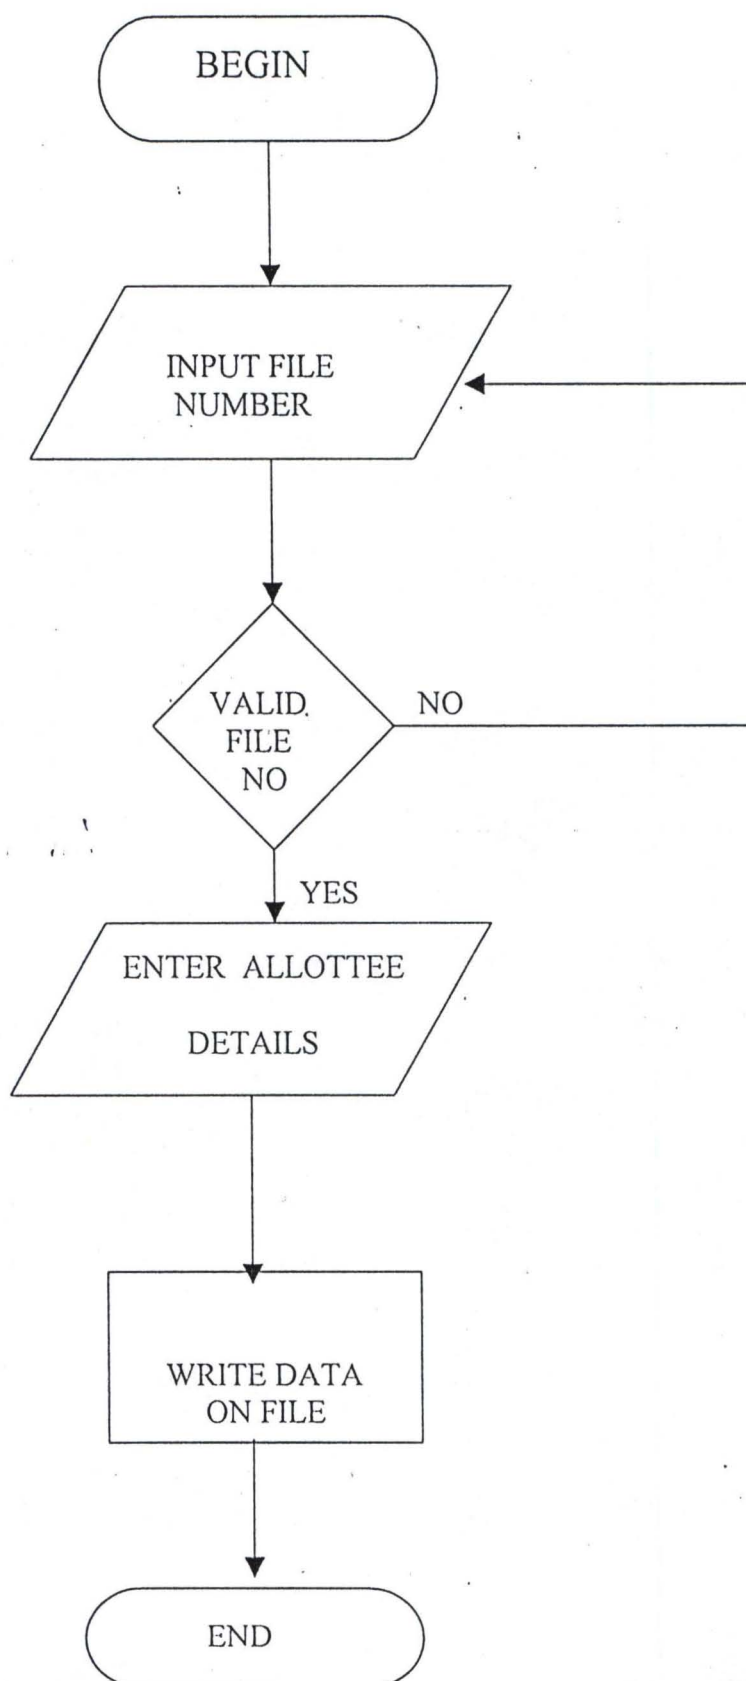 BEGIN
INPUT FILE
NUMBER
VALID
FILE
NO
NO
YES
ENTER ALLOTTEE
DETAILS
WRITE DATA
ON FILE
END